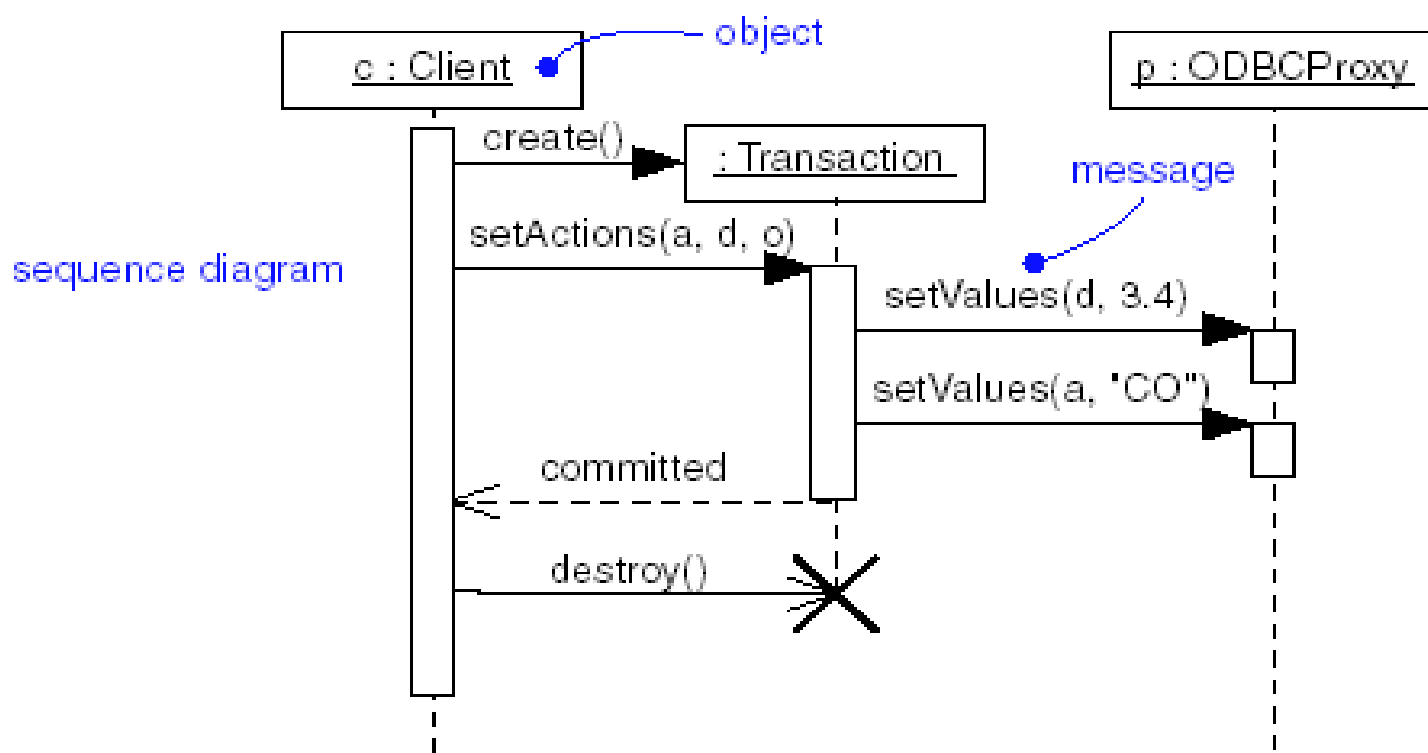 object
c : Client
p : ODBCProxy
create()
: Transaction
message
setActions(a, d, o)
sequence diagram
setValues(d, 3.4)
setValues(a, "CO")
committed
destroy()